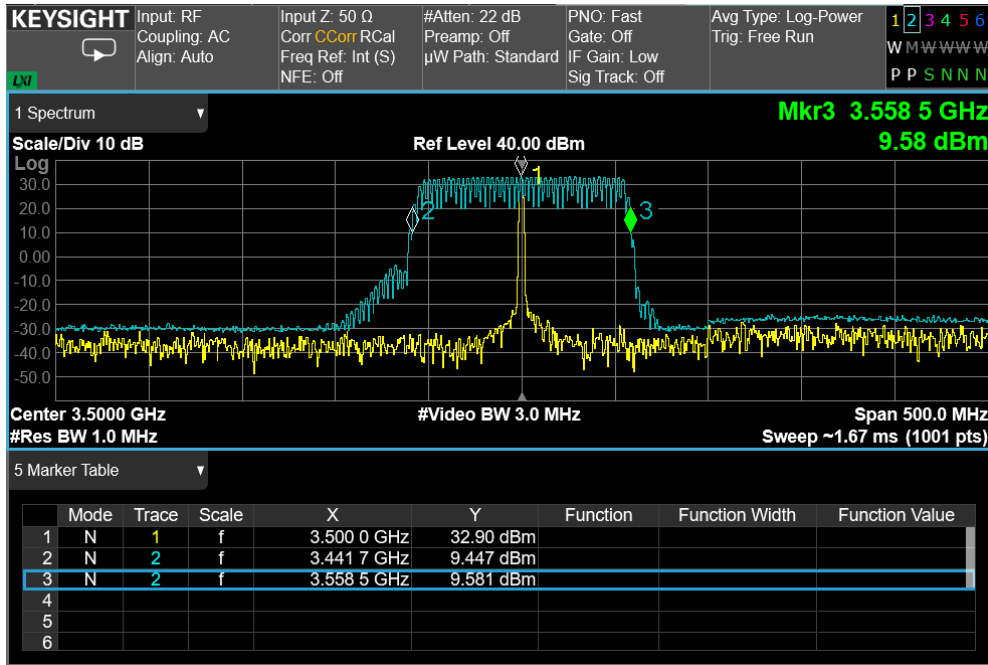 KEYSIGHT Input: RF Input Z: 50 Ω #Atten: 22 dB PNO: Fast Avg Type: Log-Power 1 2 3 4 5 6
Coupling: AC Corr CCorr RCal Preamp: Off Gate: Off Trig: Free Run W M W W W W
Align: Auto Freq Ref: Int (S) µW Path: Standard IF Gain: Low
LXI NFE: Off Sig Track: Off P P S N N N
1 Spectrum Mkr3 3.558 5 GHz
Scale/Div 10 dB Ref Level 40.00 dBm 9.58 dBm
Log
1
30.0
20.0
2 3
10.0
0.00
-10.0
-20.0
-30.0
-40.0
-50.0
Center 3.5000 GHz #Video BW 3.0 MHz Span 500.0 MHz
#Res BW 1.0 MHz Sweep ~1.67 ms (1001 pts)
5 Marker Table
Mode Trace Scale X Y Function Function Width Function Value
1 N 1 f 3.500 0 GHz 32.90 dBm
2 N 2 f 3.441 7 GHz 9.447 dBm
3 N 2 f 3.558 5 GHz 9.581 dBm
4
5
6